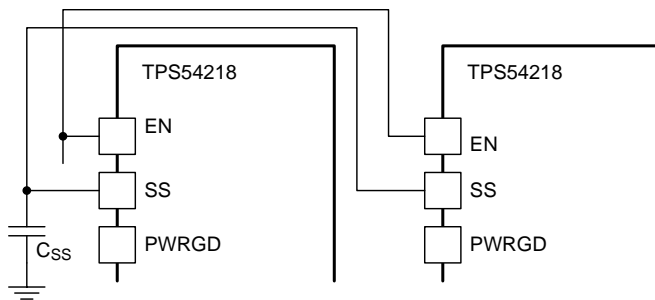 TPS54218
TPS54218
EN
EN
SS
SS
CSS
PWRGD
PWRGD